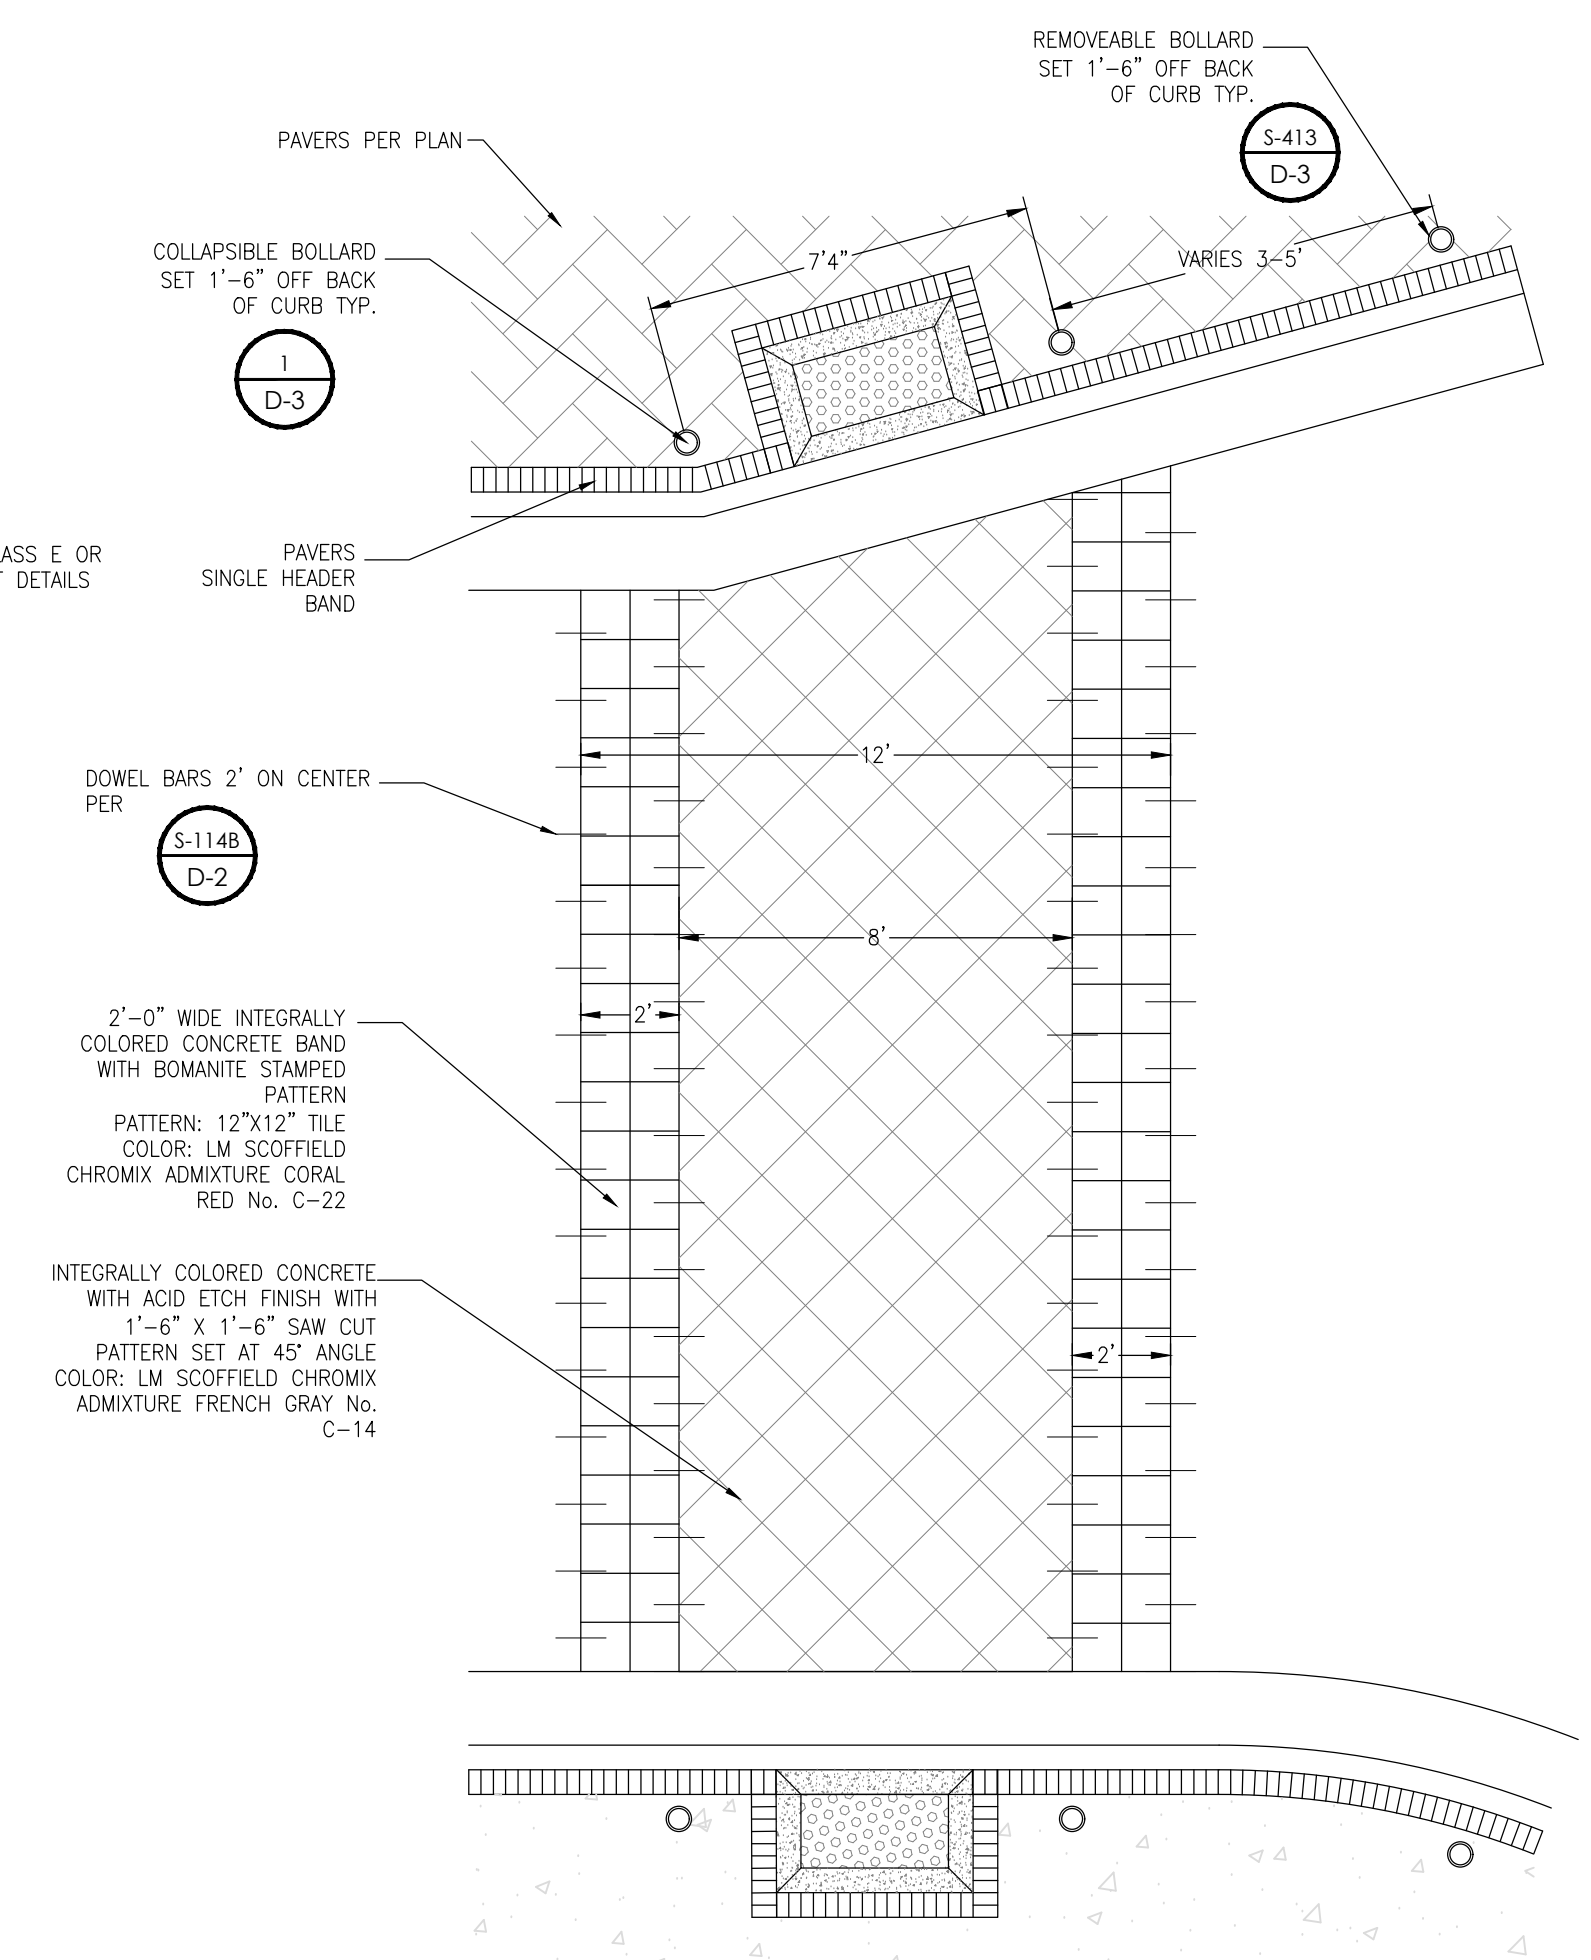 REMOVEABLE BOLLARD
SET 1'-6" OFF BACK
OF CURB TYP.
S-413
D-3
PAVERS PER PLAN
COLLAPSIBLE BOLLARD
SET 1'-6" OFF BACK
OF CURB TYP.
1
D-3
7'4"
VARIES 3-5'
ASS E OR
DETAILS
PAVERS
SINGLE HEADER
BAND
12'
DOWEL BARS 2' ON CENTER
PER
S-114B
D-2
8'
2'
2'-0" WIDE INTEGRALLY
COLORED CONCRETE BAND
WITH BOMANITE STAMPED
PATTERN
PATTERN: 12"X12" TILE
COLOR: LM SCOFFIELD
CHROMIX ADMIXTURE CORAL
RED No. C-22
INTEGRALLY COLORED CONCRETE
WITH ACID ETCH FINISH WITH
1'-6" X 1'-6" SAW CUT
PATTERN SET AT 45° ANGLE
COLOR: LM SCOFFIELD CHROMIX
ADMIXTURE FRENCH GRAY No.
C-14
2'